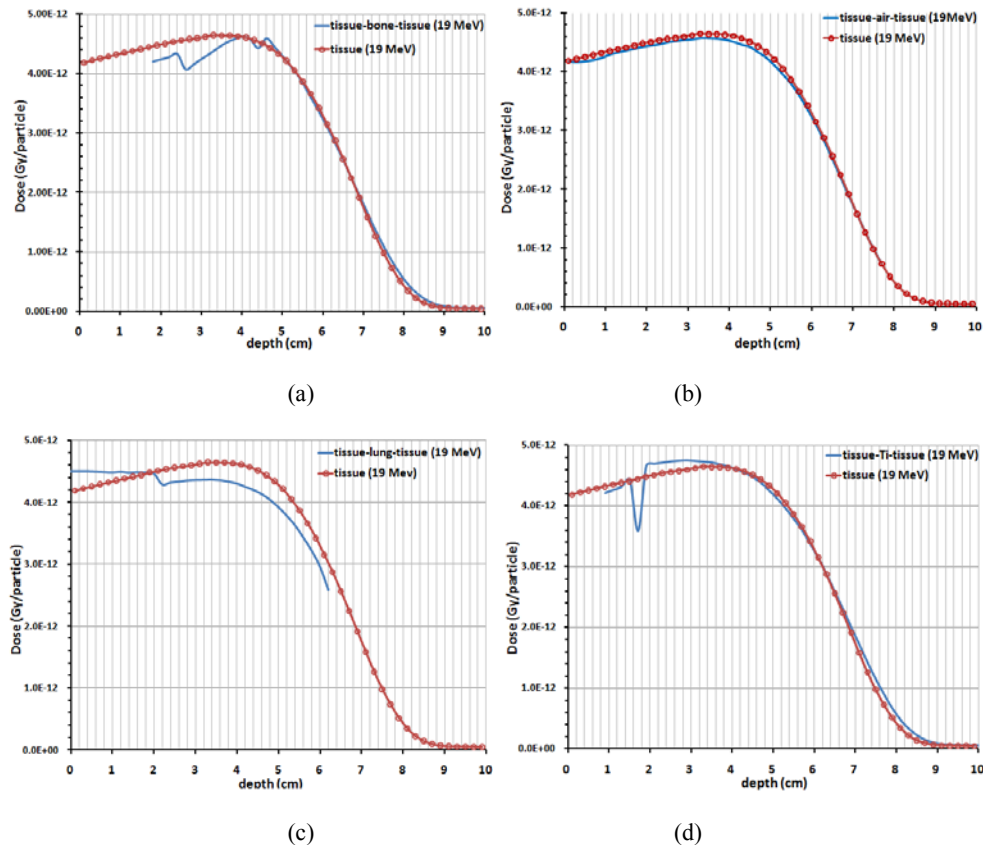 tissue-bone-tissue (19 MeV)
tissue (19 MeV)
5.00E-12
4.00E-12
3.00E-12
2.00E-12
1.00E-12
0.00E+00
Dose (Gy/particle)
0 1 2 3 4 5 6 7 8 9 10
depth (cm)
(a)
tissue-air-tissue (19MeV)
tissue (19 MeV)
5.0E-12
4.0E-12
3.0E-12
2.0E-12
1.0E-12
0.0E+00
Dose (Gy/particle)
0 1 2 3 4 5 6 7 8 9 10
depth (cm)
(b)
tissue-lung-tissue (19 MeV)
tissue (19 Mev)
5.0E-12
4.0E-12
3.0E-12
2.0E-12
1.0E-12
0.0E+00
Dose (Gy/particle)
0 1 2 3 4 5 6 7 8 9 10
depth (cm)
(c)
tissue-Ti-tissue (19 MeV)
tissue (19 MeV)
5.0E-12
4.0E-12
3.0E-12
2.0E-12
1.0E-12
0.0E+00
Dose (Gy/particle)
0 1 2 3 4 5 6 7 8 9 10
depth (cm)
(d)